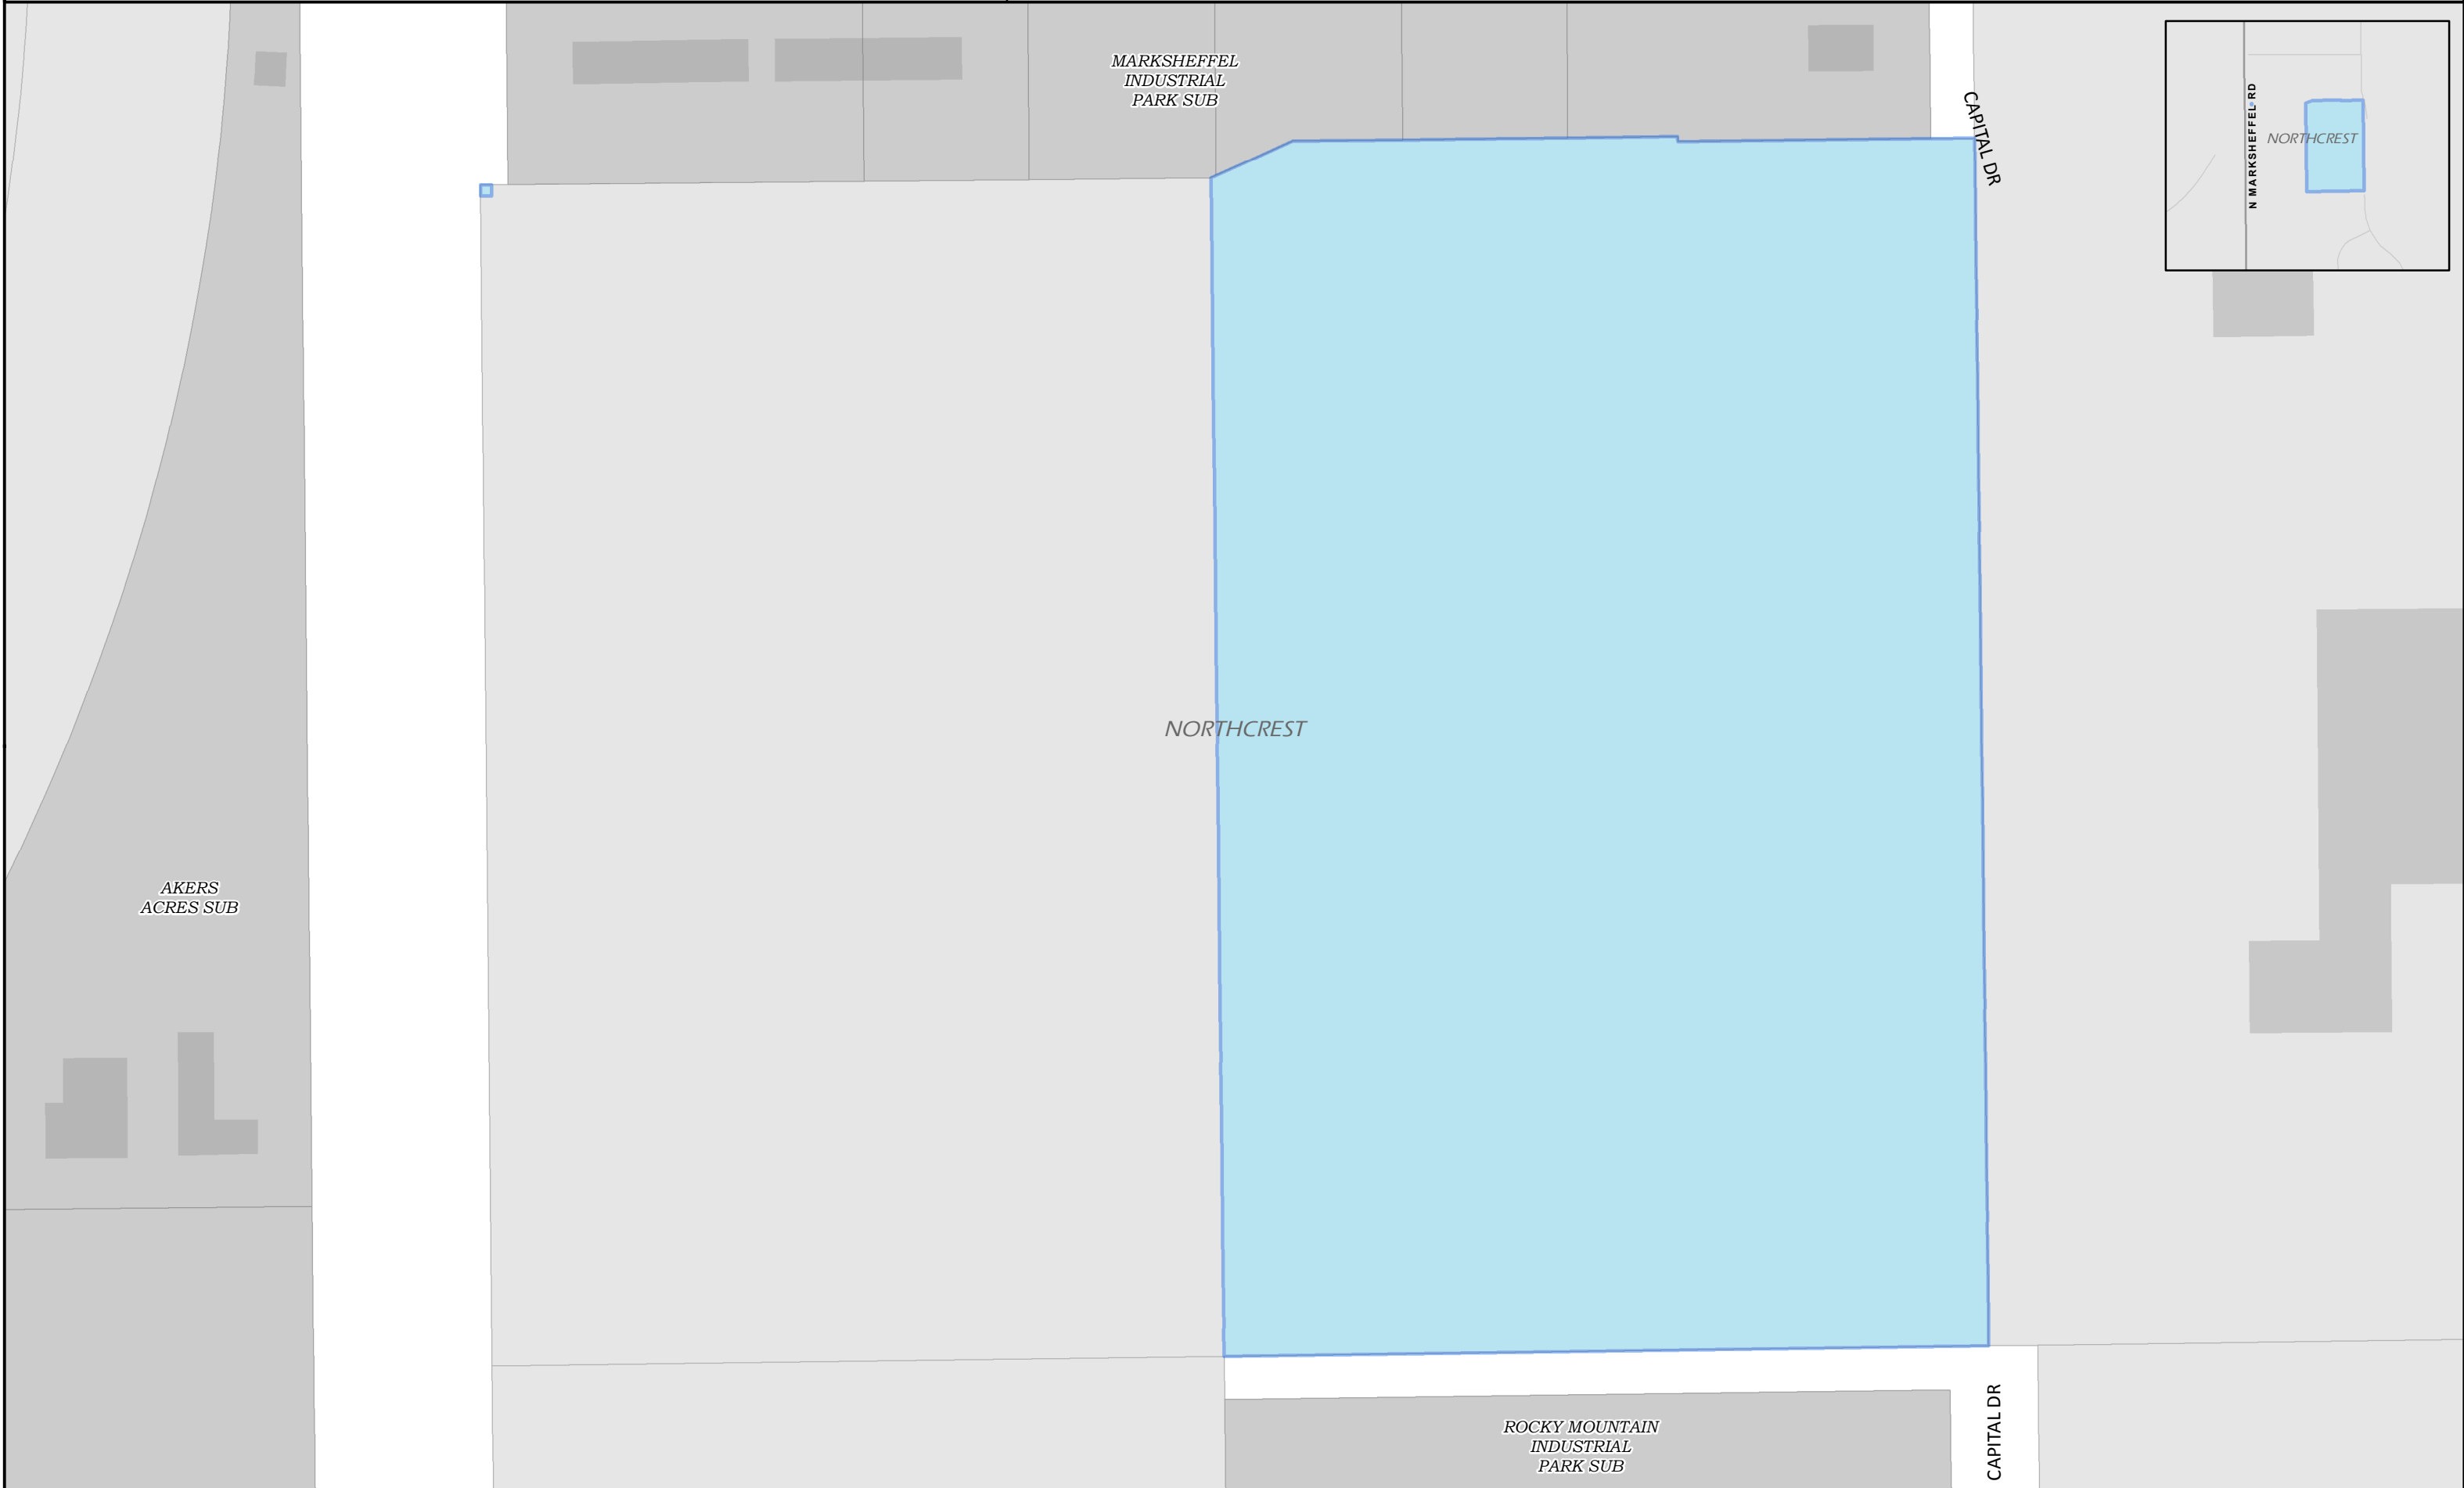 MARKSHEFFEL
INDUSTRIAL
PARK SUB
CAPITAL DR
N MARKSHEFFEL RD
NORTHCREST
NORTHCREST
AKERS
ACRES SUB
ROCKY MOUNTAIN
INDUSTRIAL
PARK SUB
CAPITAL DR